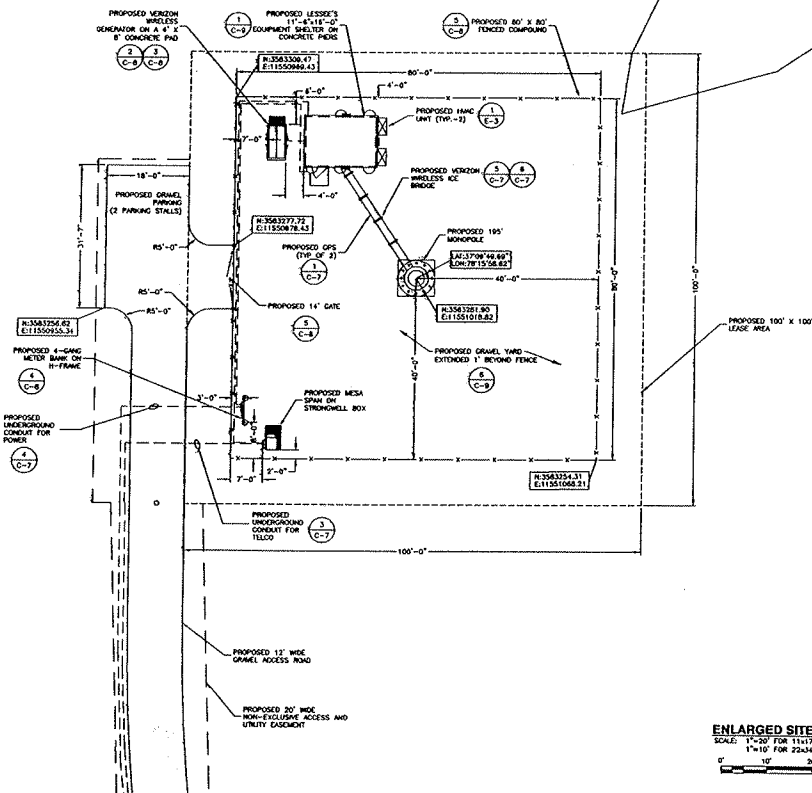 PROPOSED VERIZON
WIRELESS
GENERATOR ON A 4' X
8' CONCRETE PAD
2
C-8
3
C-8
1
C-9
PROPOSED LESSEE'S
11'-6"x16'-0"
EQUIPMENT SHELTER ON
CONCRETE PIERS
5
C-8
PROPOSED 80' X 80'
FENCED COMPOUND
N:3583309.47
E:11550989.43
80'-0"
4'-0"
6'-0"
7'-0"
PROPOSED HVAC
UNIT (TYP.-2)
1
E-3
4'-0"
PROPOSED VERIZON
WIRELESS ICE
BRIDGE
5
C-7
6
C-7
18'-0"
PROPOSED GRAVEL
PARKING
(2 PARKING STALLS)
31'-7"
N:3583277.72
E:11550978.43
R5'-0"
PROPOSED GPS
(TYP OF 2)
1
C-7
PROPOSED 195'
MONOPOLE
LAT:37°09'49.69"
LON:78°15'56.62"
40'-0"
80'-0"
100'-0"
R5'-0"
R5'-0"
PROPOSED 14' GATE
5
C-8
N:3583261.90
E:11551018.82
N:3583256.62
E:11550955.34
PROPOSED 4-GANG
METER BANK ON
H-FRAME
4
C-6
PROPOSED GRAVEL YARD
EXTENDED 1' BEYOND FENCE
6
C-9
40'-0"
PROPOSED 100' X 100'
LEASE AREA
3'-0"
PROPOSED MESA
SPAN ON
STRONGWELL BOX
PROPOSED
UNDERGROUND
CONDUIT FOR
POWER
4
C-7
7'-0"
2'-0"
N:3583254.31
E:11551068.21
PROPOSED
UNDERGROUND
CONDUIT FOR
TELCO
3
C-7
100'-0"
PROPOSED 12' WIDE
GRAVEL ACCESS ROAD
PROPOSED 20' WIDE
NON-EXCLUSIVE ACCESS AND
UTILITY EASEMENT
ENLARGED SITE
SCALE: 1"=20' FOR 11x17
1"=10' FOR 22x34
0' 10' 20